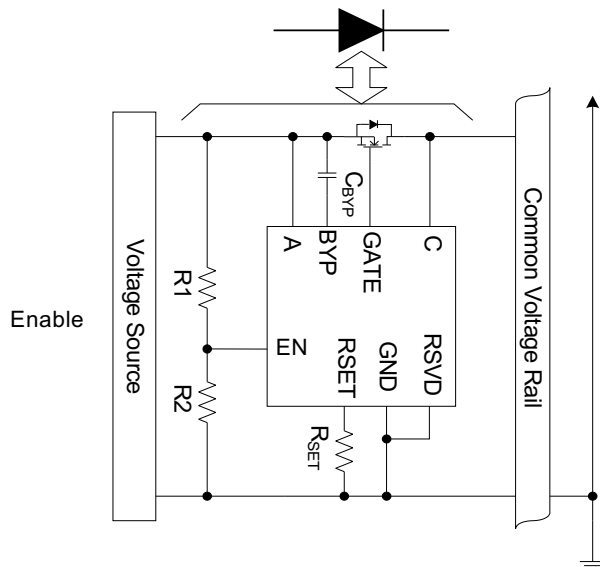 Enable
Voltage Source
R1
R2
A
BYP
GATE
C
C_BYP
EN
RSET
GND
RSVD
R_SET
Common Voltage Rail